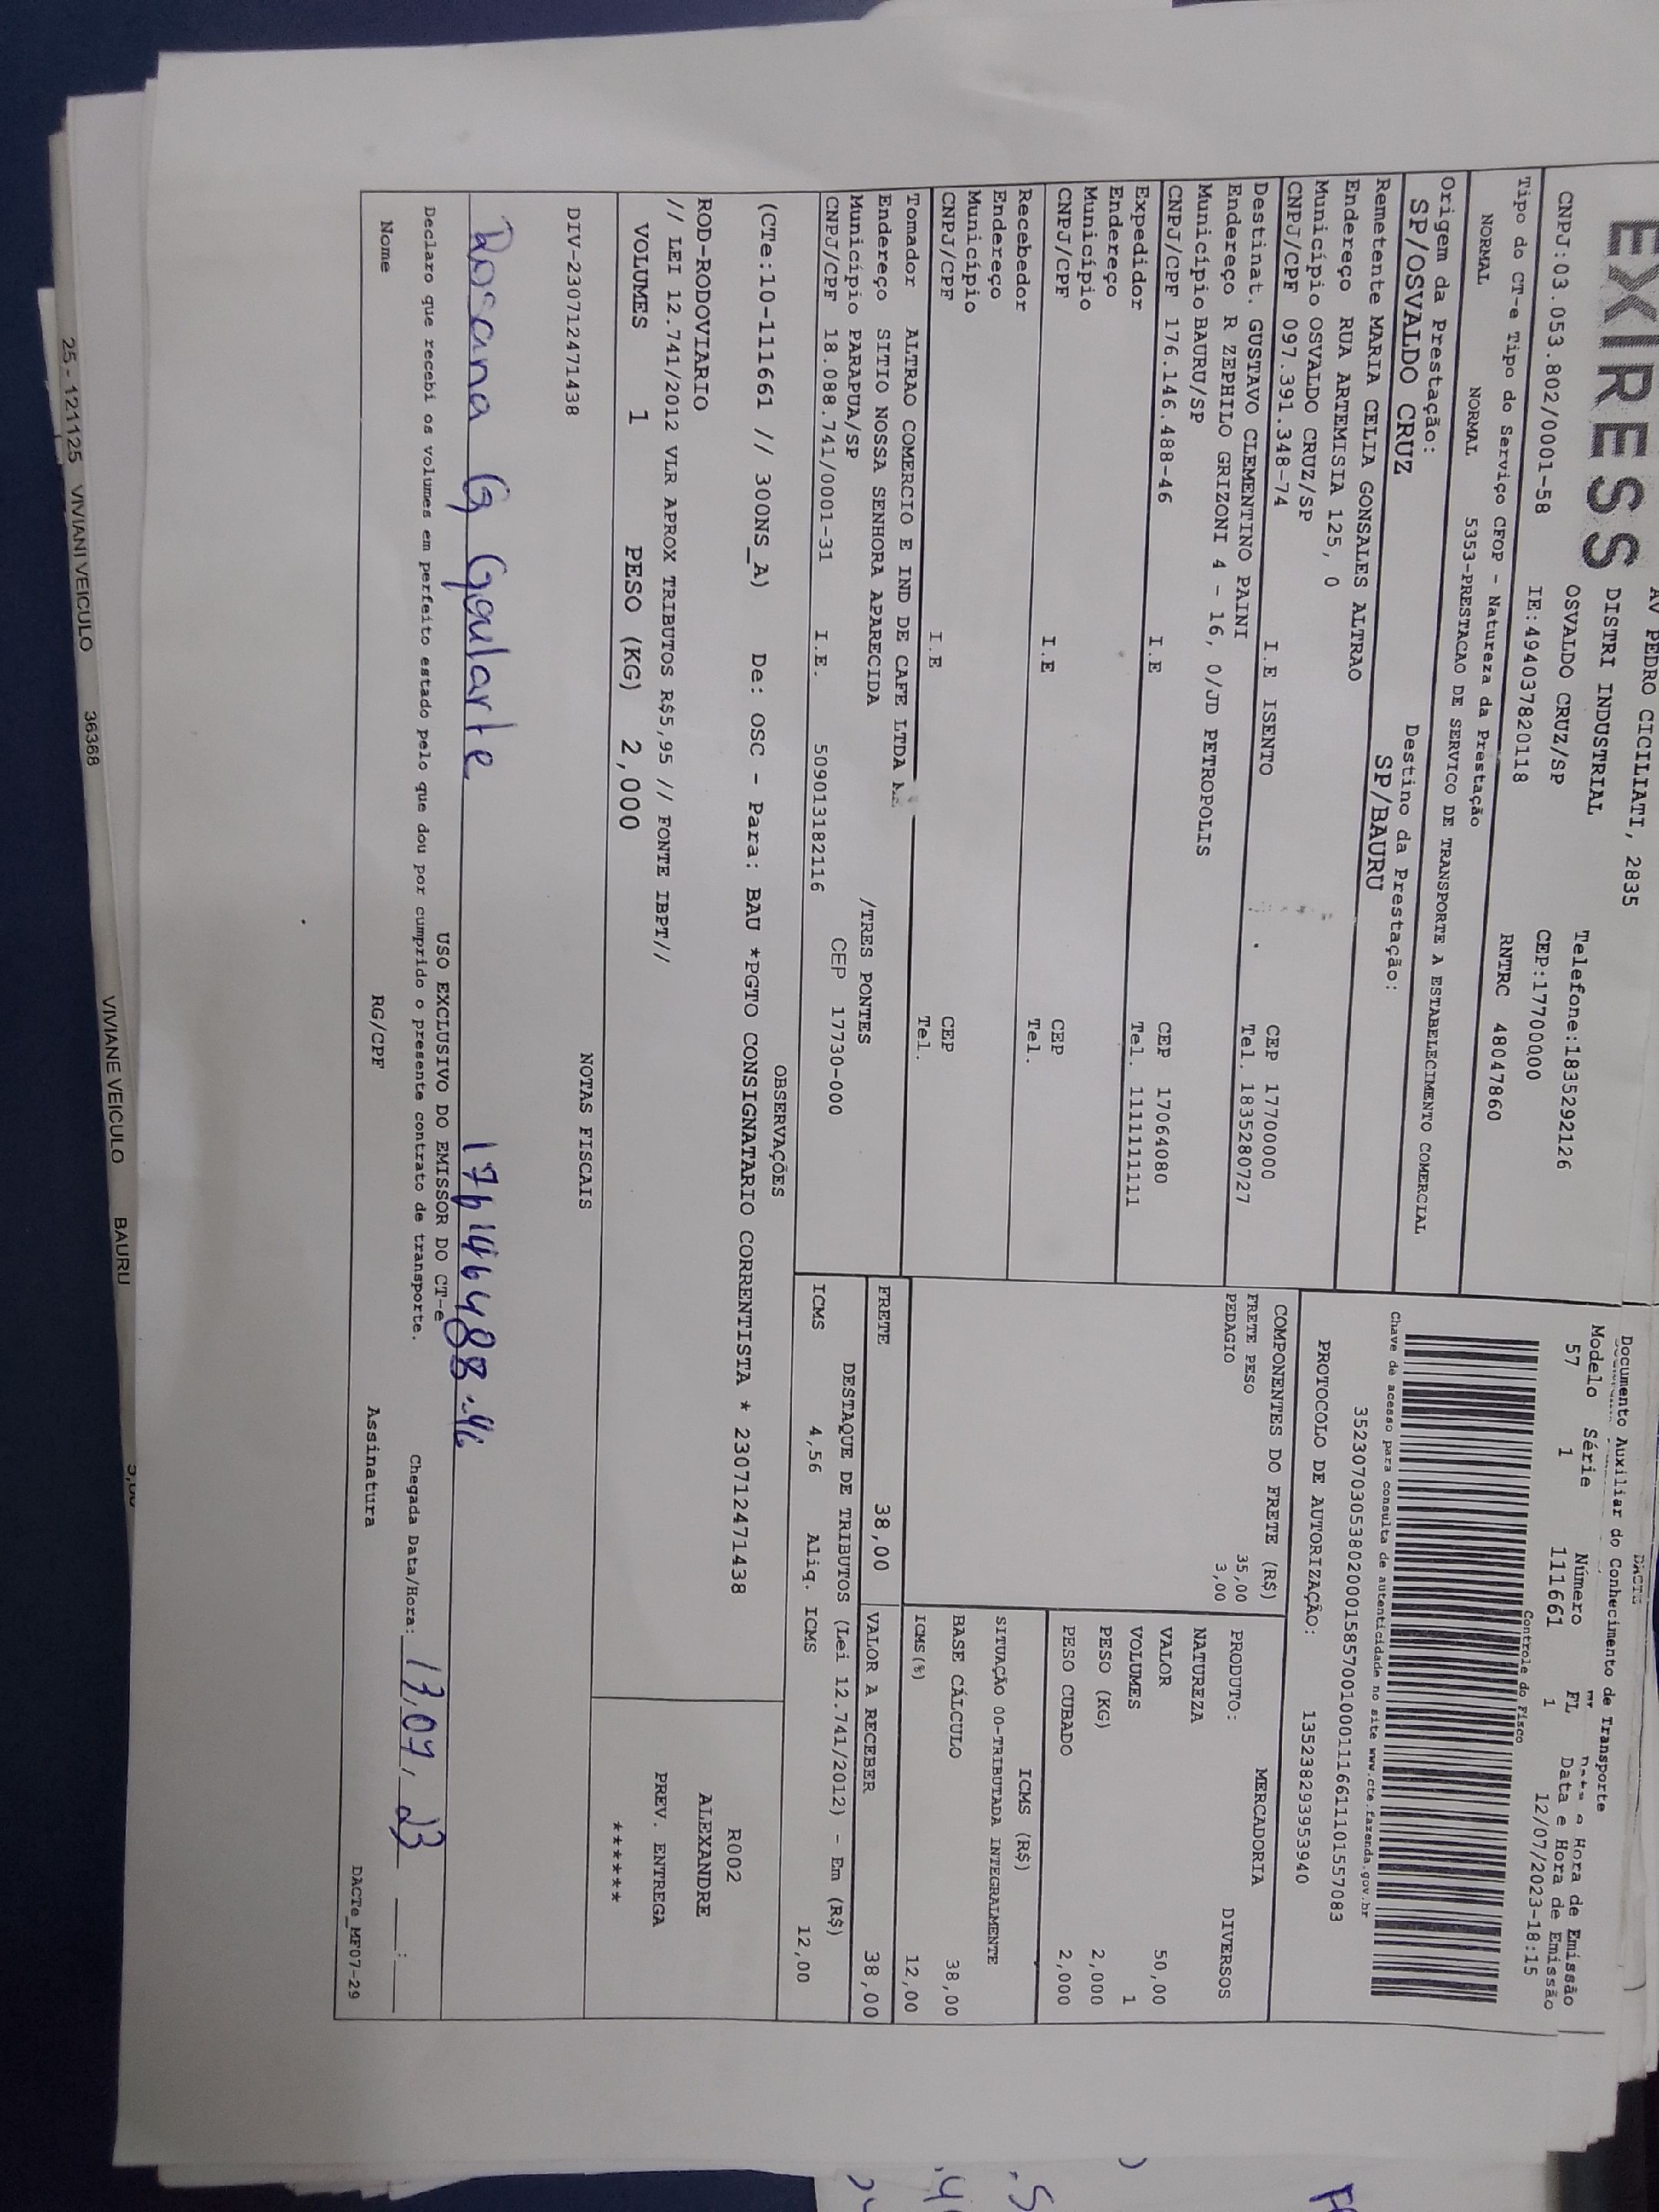 EXPRESS
AV PEDRO CICILIATI, 2835
DISTRI INDUSTRIAL
OSVALDO CRUZ/SP Telefone:1835292126
CNPJ:03.053.802/0001-58 IE:494037820118 CEP:17700000
RNTRC 48047860
DACTE
Documento Auxiliar do Conhecimento de Transporte
Modelo Série Número FL Data e Hora de Emissão
57 1 111661 1 12/07/2023-18:15
Controle do Fisco
Tipo do CT-e Tipo do Serviço CFOP - Natureza da Prestação
NORMAL NORMAL 5353-PRESTACAO DE SERVICO DE TRANSPORTE A ESTABELECIMENTO COMERCIAL
Origem da Prestação: Destino da Prestação:
SP/OSVALDO CRUZ SP/BAURU
Chave de acesso para consulta de autenticidade no site www.cte.fazenda.gov.br
35230703053802000158570010001116611101557083
PROTOCOLO DE AUTORIZAÇÃO: 135238293953940
Remetente MARIA CELIA GONSALES ALTRAO
Endereço RUA ARTEMISIA 125, 0
Município OSVALDO CRUZ/SP CEP 17700000
CNPJ/CPF 097.391.348-74 I.E ISENTO Tel. 1835280727
Destinat. GUSTAVO CLEMENTINO PAINI
Endereço R ZEPHILO GRIZONI 4 - 16, 0/JD PETROPOLIS
Município BAURU/SP CEP 17064080
CNPJ/CPF 176.146.488-46 I.E Tel. 1111111111
Expedidor
Endereço
Município CEP
CNPJ/CPF I.E Tel.
Recebedor
Endereço
Município CEP
CNPJ/CPF I.E Tel.
Tomador ALTRAO COMERCIO E IND DE CAFE LTDA
Endereço SITIO NOSSA SENHORA APARECIDA /TRES PONTES
Município PARAPUA/SP CEP 17730-000
CNPJ/CPF 18.088.741/0001-31 I.E. 509013182116
COMPONENTES DO FRETE (R$)
FRETE PESO 35,00
PEDAGIO 3,00
MERCADORIA
PRODUTO: DIVERSOS
NATUREZA
VALOR 50,00
VOLUMES 1
PESO (KG) 2,000
PESO CUBADO 2,000
ICMS (R$)
SITUAÇÃO 00-TRIBUTADA INTEGRALMENTE
BASE CÁLCULO 38,00
ICMS(%) 12,00
FRETE 38,00 VALOR A RECEBER 38,00
DESTAQUE DE TRIBUTOS (Lei 12.741/2012) - Em (R$)
ICMS 4,56 Aliq. ICMS 12,00
OBSERVAÇÕES
(CTe:10-111661 // 300NS_A) De: OSC - Para: BAU *PGTO CONSIGNATARIO CORRENTISTA * 230712471438
ROD-RODOVIARIO
// LEI 12.741/2012 VLR APROX TRIBUTOS R$5,95 // FONTE IBPT//
VOLUMES 1 PESO (KG) 2,000
R002
ALEXANDRE
PREV. ENTREGA
*******
NOTAS FISCAIS
DIV-230712471438
Rosana G Goularte 176146488-46
USO EXCLUSIVO DO EMISSOR DO CT-e
Declaro que recebi os volumes em perfeito estado pelo que dou por cumprido o presente contrato de transporte. Chegada Data/Hora: 13,07,23 :
Nome RG/CPF Assinatura
DACTe_MF07-29
25 - 121125 VIVIANI VEICULO 36368 VIVIANE VEICULO BAURU